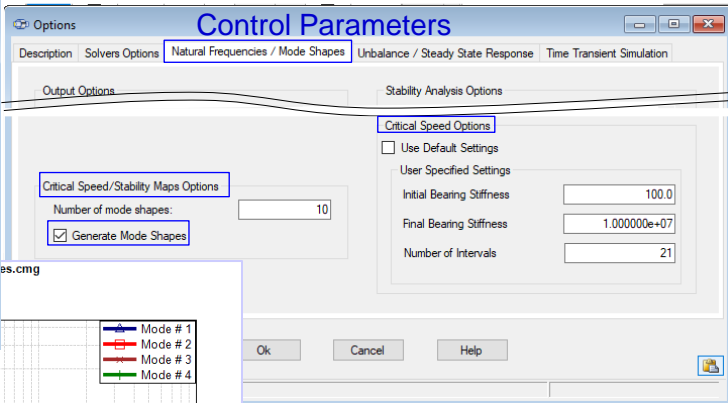 Options
Control Parameters
Description
Solvers Options
Natural Frequencies / Mode Shapes
Unbalance / Steady State Response
Time Transient Simulation
Output Options
Stability Analysis Options
Critical Speed Options
Use Default Settings
User Specified Settings
Critical Speed/Stability Maps Options
Initial Bearing Stiffness
100.0
Number of mode shapes:
10
Final Bearing Stiffness
1.000000e+07
Generate Mode Shapes
Number of Intervals
21
es.cmg
Mode # 1
Mode # 2
Mode # 3
Mode # 4
Ok
Cancel
Help